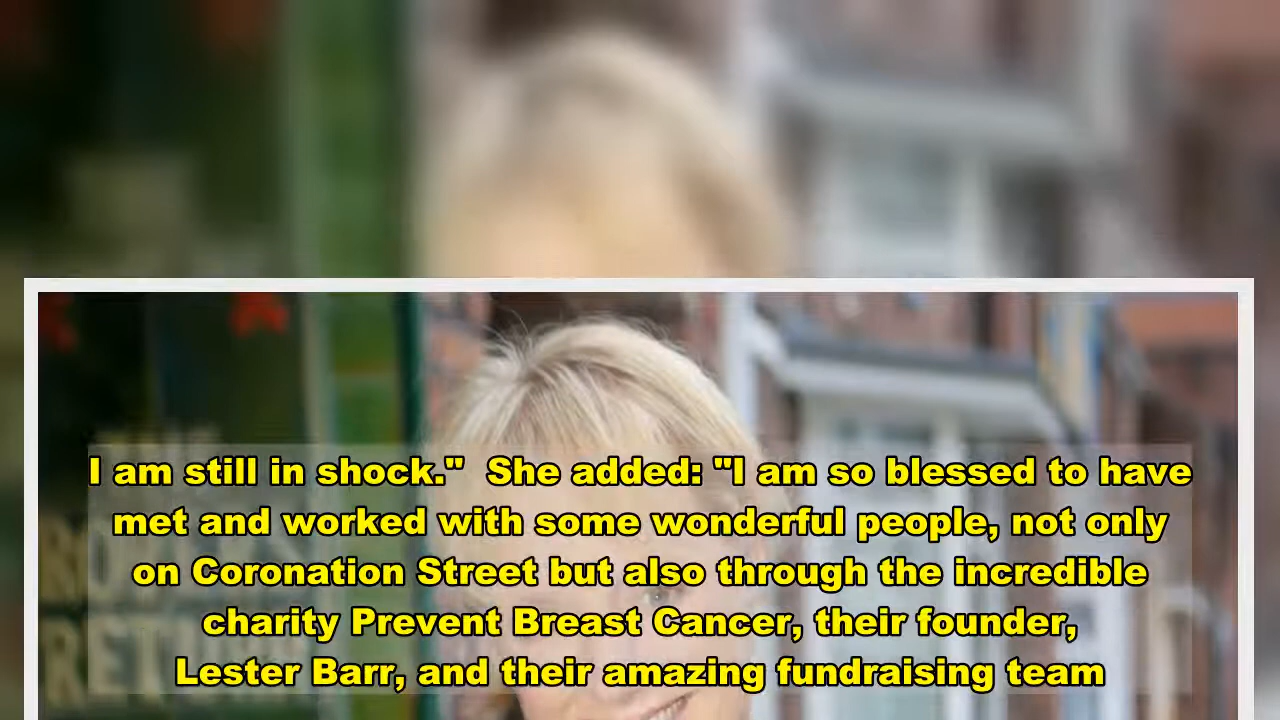 I am still in shock."  She added: "I am so blessed to have
met and worked with some wonderful people, not only
on Coronation Street but also through the incredible
charity Prevent Breast Cancer, their founder,
Lester Barr, and their amazing fundraising team